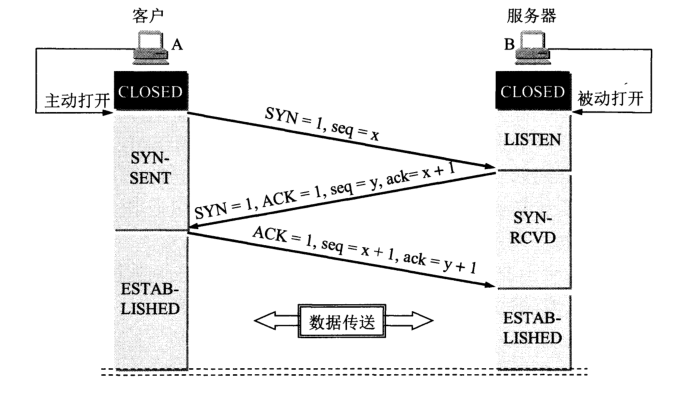 客户
服务器
A
B
CLOSED
CLOSED
主动打开
被动打开
SYN = 1, seq = x
LISTEN
SYN-
SENT
SYN = 1, ACK = 1, seq = y, ack= x + 1
SYN-
RCVD
ACK = 1, seq = x + 1, ack = y + 1
ESTAB-
LISHED
数据传送
ESTAB-
LISHED